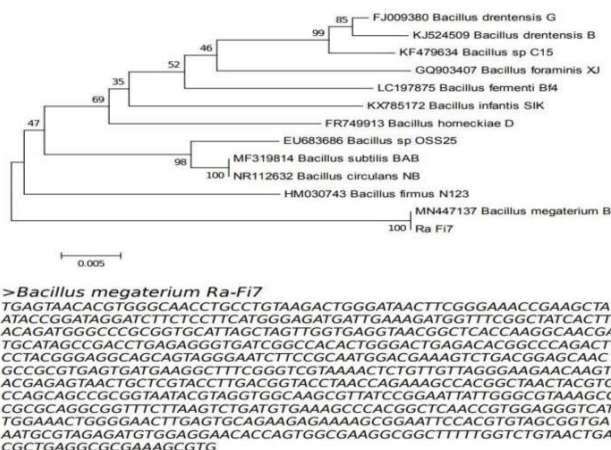 85
FJ009380 Bacillus drentensis G
99
KJ524509 Bacillus drentensis B
46
KF479634 Bacillus sp C15
52
GQ903407 Bacillus foraminis XJ
35
LC197875 Bacillus fermenti Bf4
69
KX785172 Bacillus infantis SIK
47
FR749913 Bacillus horneckiae D
EU683686 Bacillus sp OSS25
98
MF319814 Bacillus subtilis BAB
100
NR112632 Bacillus circulans NB
HM030743 Bacillus firmus N123
MN447137 Bacillus megaterium B
100
Ra Fi7
0.005
>Bacillus megaterium Ra-Fi7
TGAGTAACACGTGGGCAACCTGCCTGTAAGACTGGGATAACTTCGGGAAACCGAAGCTA
ATACCGGATAGGATCTTCTCCTTCATGGGAGATGATTGAAAGATGGTTTCGGCTATCACTT
ACAGATGGGCCCGCGGTGCATTAGCTAGTTGGTGAGGTAACGGCTCACCAAGGCAACGA
TGCATAGCCGACCTGAGAGGGTGATCGGCCACACTGGGACTGAGACACGGCCCAGACT
CCTACGGGAGGCAGCAGTAGGGAATCTTCCGCAATGGACGAAAGTCTGACGGAGCAAC
GCCGCGTGAGTGATGAAGGCTTTCGGGTCGTAAAACTCTGTTGTTAGGGAAGAACAAGT
ACGAGAGTAACTGCTCGTACCTTGACGGTACCTAACCAGAAAGCCACGGCTAACTACGTG
CCAGCAGCCGCGGTAATACGTAGGTGGCAAGCGTTATCCGGAATTATTGGGCGTAAAGC
CGCGCAGGCGGTTTCTTAAGTCTGATGTGAAAGCCCACGGCTCAACCGTGGAGGGTCAT
TGGAAACTGGGGAACTTGAGTGCAGAAGAGAAAAGCGGAATTCCACGTGTAGCGGTGA
AATGCGTAGAGATGTGGAGGAACACCAGTGGCGAAGGCGGCTTTTTGGTCTGTAACTGA
CGCTGAGGCGCGAAAGCGTG